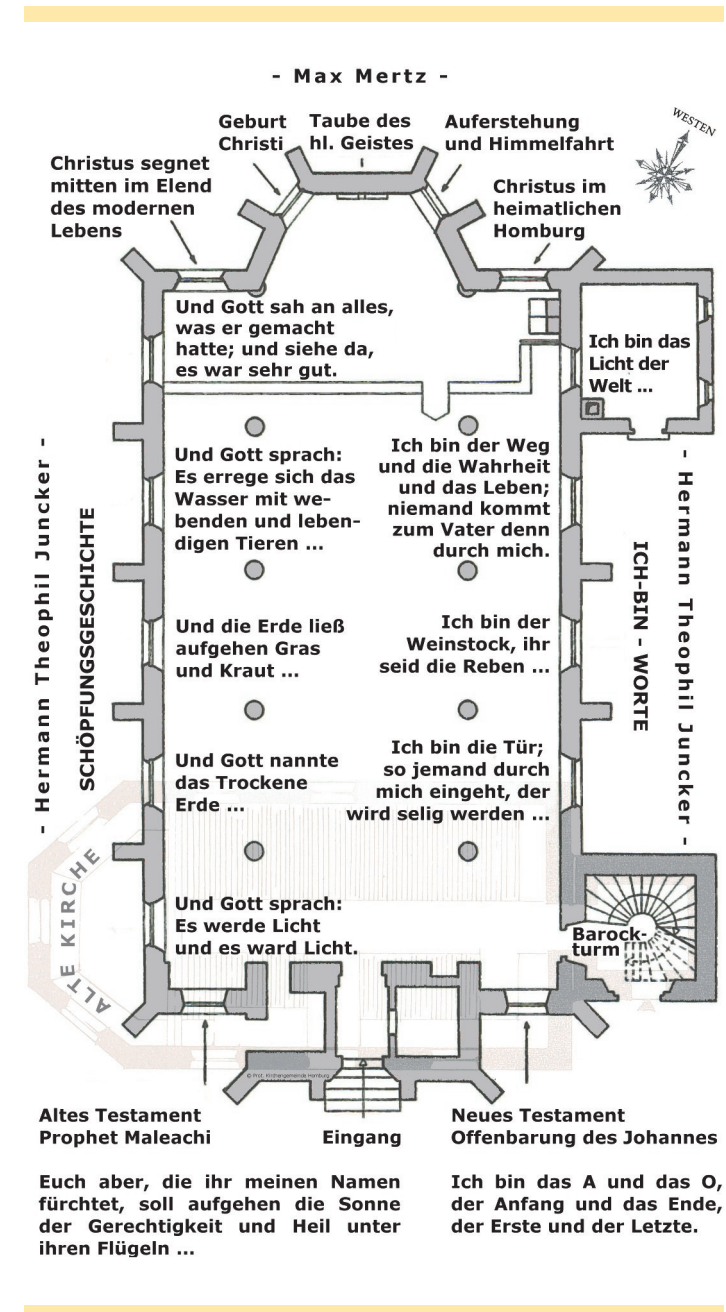 - Max Mertz -
Geburt
Christi
Taube des
hl. Geistes
Auferstehung
und Himmelfahrt
WESTEN
Christus segnet
mitten im Elend
des modernen
Lebens
Christus im
heimatlichen
Homburg
Und Gott sah an alles,
was er gemacht
hatte; und siehe da,
es war sehr gut.
Ich bin das
Licht der
Welt ...
- Hermann Theophil Juncker -
SCHÖPFUNGSGESCHICHTE
Und Gott sprach:
Es errege sich das
Wasser mit we-
benden und leben-
digen Tieren ...
Ich bin der Weg
und die Wahrheit
und das Leben;
niemand kommt
zum Vater denn
durch mich.
ICH-BIN - WORTE
- Hermann Theophil Juncker -
Und die Erde ließ
aufgehen Gras
und Kraut ...
Ich bin der
Weinstock, ihr
seid die Reben ...
Und Gott nannte
das Trockene
Erde ...
Ich bin die Tür;
so jemand durch
mich eingeht, der
wird selig werden ...
ALTE KIRCHE
Und Gott sprach:
Es werde Licht
und es ward Licht.
Barock-
turm
© Prot. Kirchengemeinde Homburg
Altes Testament
Prophet Maleachi
Eingang
Neues Testament
Offenbarung des Johannes
Euch aber, die ihr meinen Namen
fürchtet, soll aufgehen die Sonne
der Gerechtigkeit und Heil unter
ihren Flügeln ...
Ich bin das A und das O,
der Anfang und das Ende,
der Erste und der Letzte.